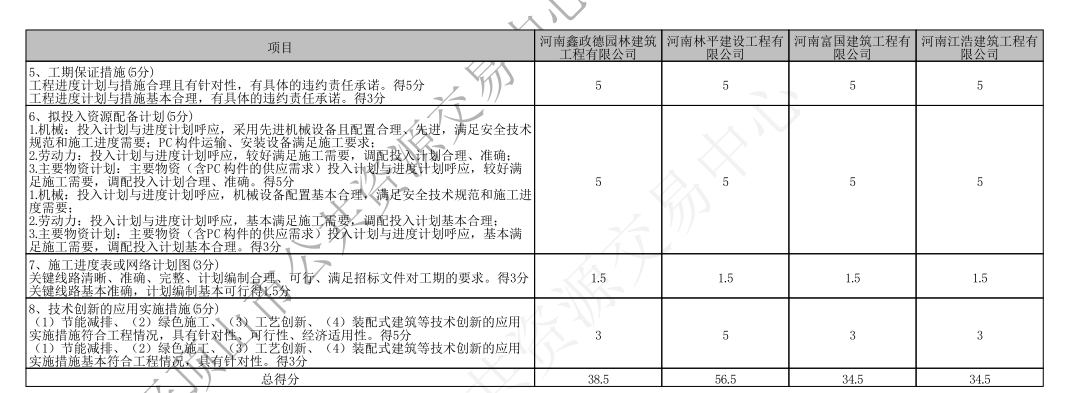 项目
河南鑫政德园林建筑
工程有限公司
河南林平建设工程有
限公司
河南富国建筑工程有
限公司
河南江浩建筑工程有
限公司
5、工期保证措施(5分)
工程进度计划与措施合理且有针对性，有具体的违约责任承诺。得5分
工程进度计划与措施基本合理，有具体的违约责任承诺。得3分
5
5
5
5
6、拟投入资源配备计划(5分)
1.机械：投入计划与进度计划呼应，采用先进机械设备且配置合理、先进，满足安全技术
规范和施工进度需要；PC构件运输、安装设备满足施工要求；
2.劳动力：投入计划与进度计划呼应，较好满足施工需要，调配投入计划合理、准确；
3.主要物资计划：主要物资（含PC构件的供应需求）投入计划与进度计划呼应，较好满
足施工需要，调配投入计划合理、准确。得5分
1.机械：投入计划与进度计划呼应，机械设备配置基本合理，满足安全技术规范和施工进
度需要；
2.劳动力：投入计划与进度计划呼应，基本满足施工需要，调配投入计划基本合理；
3.主要物资计划：主要物资（含PC构件的供应需求）投入计划与进度计划呼应，基本满
足施工需要，调配投入计划基本合理。得3分
5
5
5
5
7、施工进度表或网络计划图(3分)
关键线路清晰、准确、完整、计划编制合理、可行、满足招标文件对工期的要求。得3分
关键线路基本准确，计划编制基本可行得1.5分
1.5
1.5
1.5
1.5
8、技术创新的应用实施措施(5分)
（1）节能减排、（2）绿色施工、（3）工艺创新、（4）装配式建筑等技术创新的应用
实施措施符合工程情况，具有针对性、可行性、经济适用性。得5分
（1）节能减排、（2）绿色施工、（3）工艺创新、（4）装配式建筑等技术创新的应用
实施措施基本符合工程情况，具有针对性。得3分
3
5
3
3
总得分
38.5
56.5
34.5
34.5
平顶山市公共资源交易中心
共资源交易中心